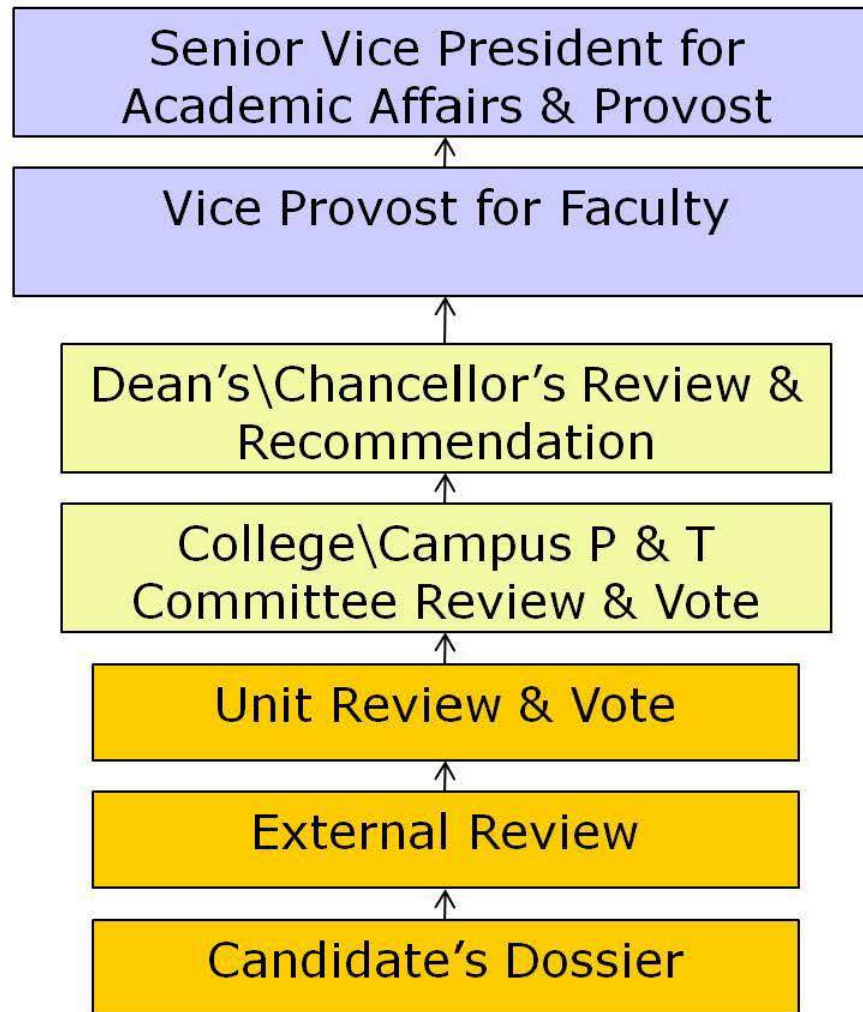 Senior Vice President for
Academic Affairs & Provost
Vice Provost for Faculty
Dean’s\Chancellor’s Review &
Recommendation
College\Campus P & T
Committee Review & Vote
Unit Review & Vote
External Review
Candidate’s Dossier